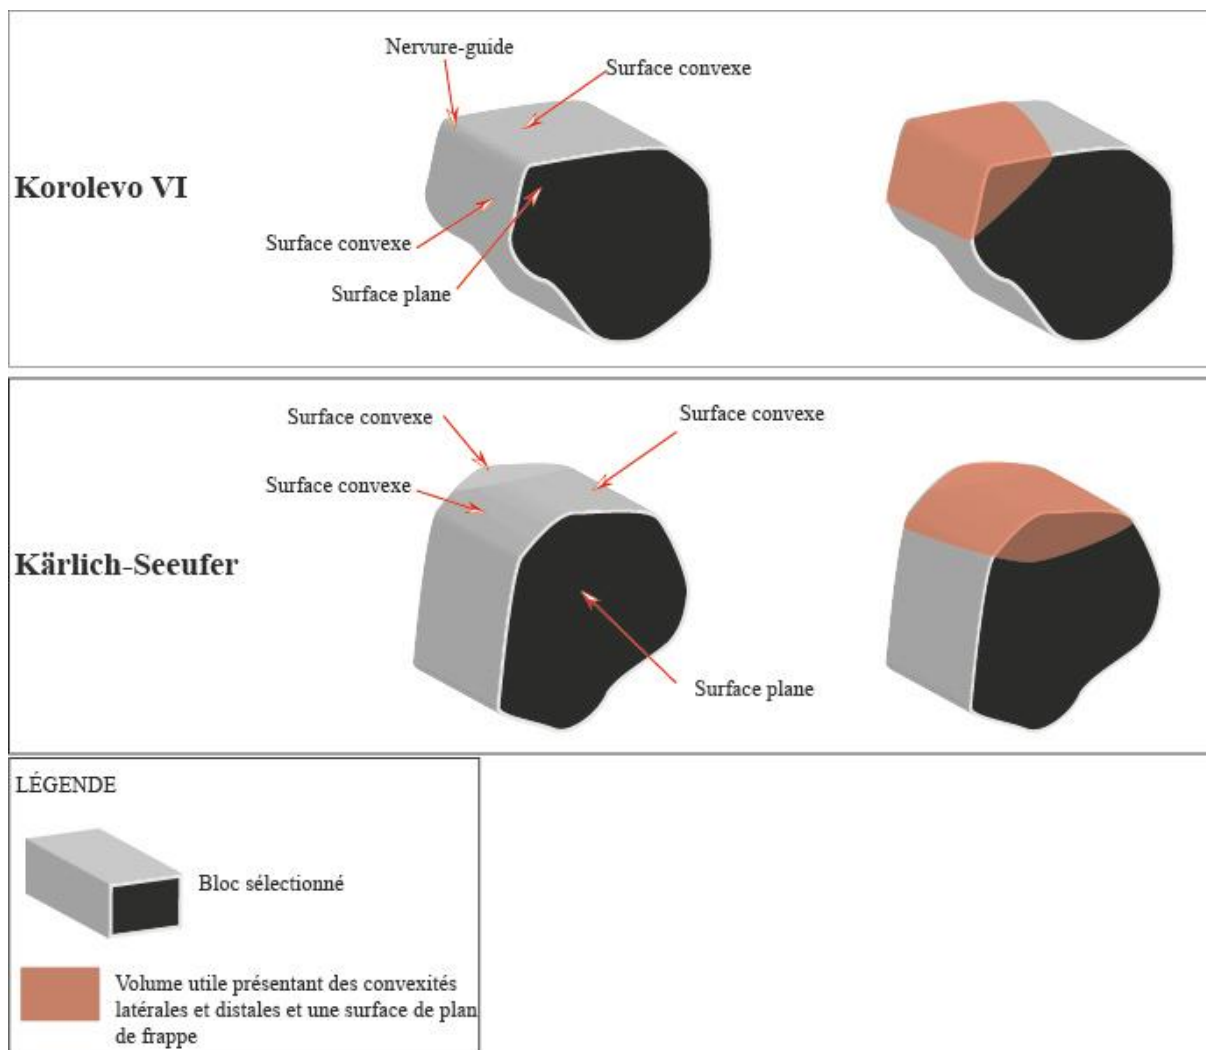 Nervure-guide
Surface convexe
Korolevo VI
Surface convexe
Surface plane
Surface convexe
Surface convexe
Surface convexe
Kärlich-Seeufer
Surface plane
LÉGENDE
Bloc sélectionné
Volume utile présentant des convexités
latérales et distales et une surface de plan
de frappe